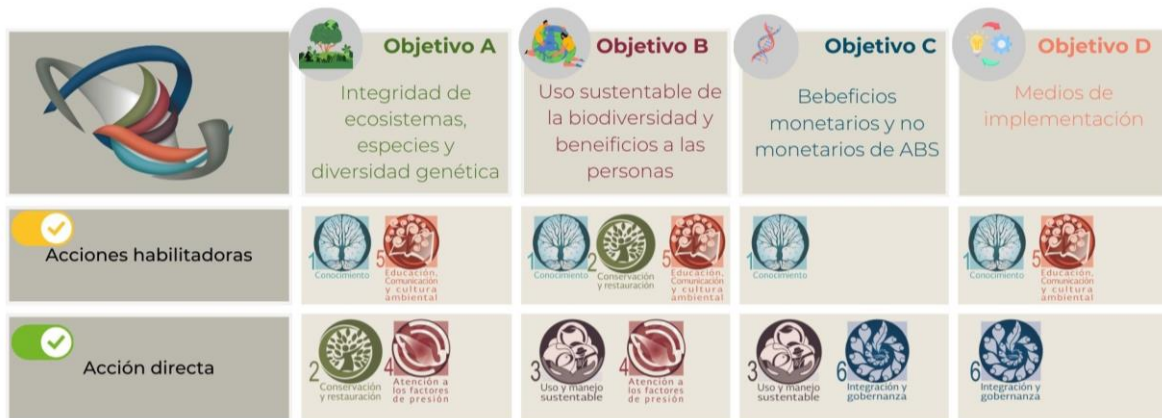 Objetivo A
Integridad de
ecosistemas,
especies y
diversidad genética
Objetivo B
Uso sustentable de
la biodiversidad y
beneificios a las
personas
Objetivo C
Bebeficios
monetarios y no
monetarios de ABS
Objetivo D
Medios de
implementación
Acciones habilitadoras
1
Conocimiento
5
Educación,
Comunicación
y cultura
ambiental
1
Conocimiento
2
Conservación
y restauración
5
Educación,
Comunicación
y cultura
ambiental
1
Conocimiento
1
Conocimiento
5
Educación,
Comunicación
y cultura
ambiental
Acción directa
2
Conservación
y restauración
4
Atención a
los factores
de presión
3
Uso y manejo
sustentable
4
Atención a
los factores
de presión
3
Uso y manejo
sustentable
6
Integración y
gobernanza
6
Integración y
gobernanza